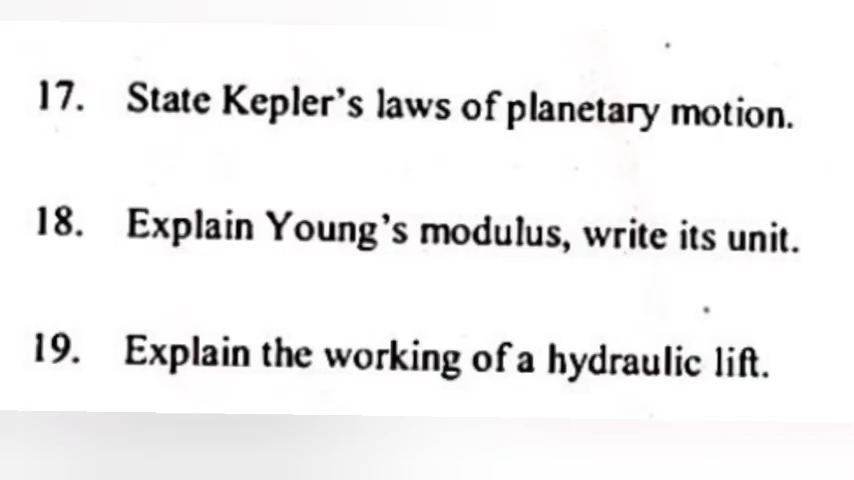 17. State Kepler's laws of planetary motion.
18. Explain Young's modulus, write its unit.
19. Explain the working of a hydraulic lift.